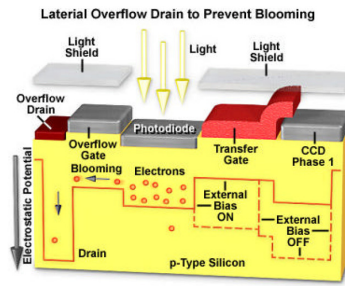 Laterial Overflow Drain to Prevent Blooming
Light
Shield
Light
Light
Shield
Overflow
Drain
Overflow
Gate
Photodiode
Transfer
Gate
CCD
Phase 1
Blooming
Electrons
External
Bias
ON
External
Bias
OFF
Drain
p-Type Silicon
Electrostatic Potential